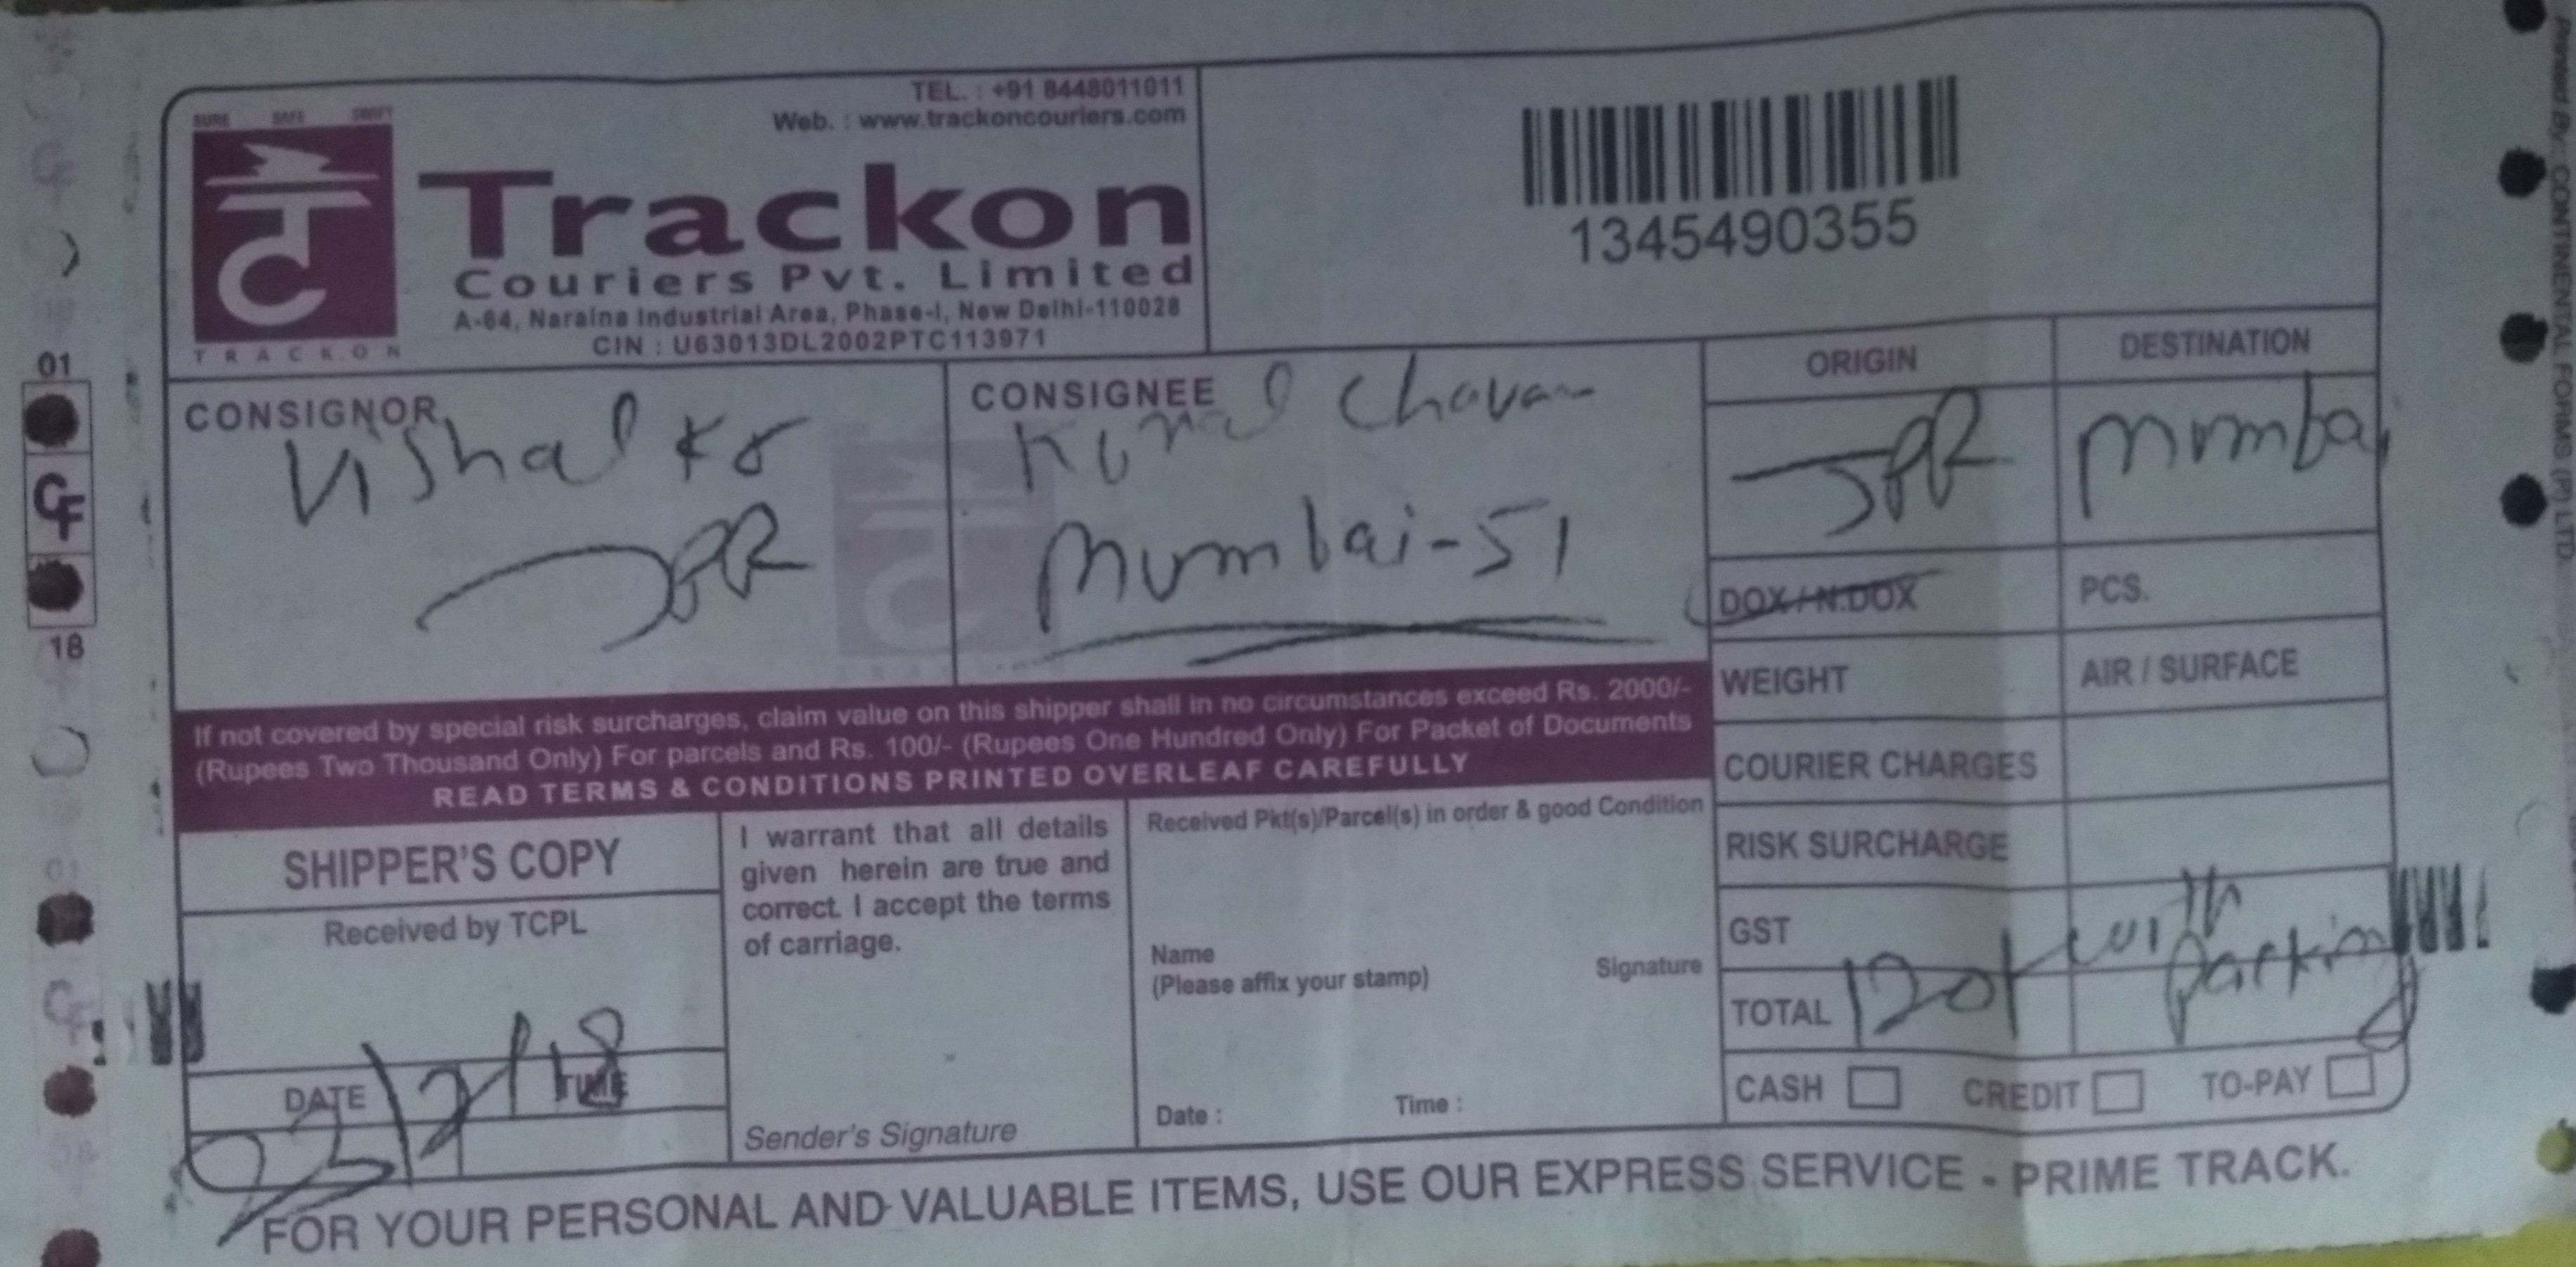 TEL. : +91 8448011011
Web. : www.trackoncouriers.com
SURE SAFE SWIFT
Trackon
Couriers Pvt. Limited
A-64, Naraina Industrial Area, Phase-I, New Delhi-110028
CIN : U63013DL2002PTC113971
TRACKON
1345490355
CONSIGNOR
Vishal Kr
JPR
CONSIGNEE
Kunal Chavan
Mumbai-51
ORIGIN
DESTINATION
JPR
Mumbai
DOX / N.DOX
PCS.
WEIGHT
AIR / SURFACE
COURIER CHARGES
RISK SURCHARGE
GST
with
TOTAL 120/-
packing
CASH CREDIT TO-PAY
If not covered by special risk surcharges, claim value on this shipper shall in no circumstances exceed Rs. 2000/-
(Rupees Two Thousand Only) For parcels and Rs. 100/- (Rupees One Hundred Only) For Packet of Documents
READ TERMS & CONDITIONS PRINTED OVERLEAF CAREFULLY
SHIPPER'S COPY
Received by TCPL
DATE
TIME
03/12/18
I warrant that all details
given herein are true and
correct. I accept the terms
of carriage.
Sender's Signature
Received Pkt(s)/Parcel(s) in order & good Condition
Name
(Please affix your stamp)
Signature
Date :
Time :
FOR YOUR PERSONAL AND VALUABLE ITEMS, USE OUR EXPRESS SERVICE - PRIME TRACK.
01
CF
18
Printed By : CONTINENTAL FORMS (P) LTD.